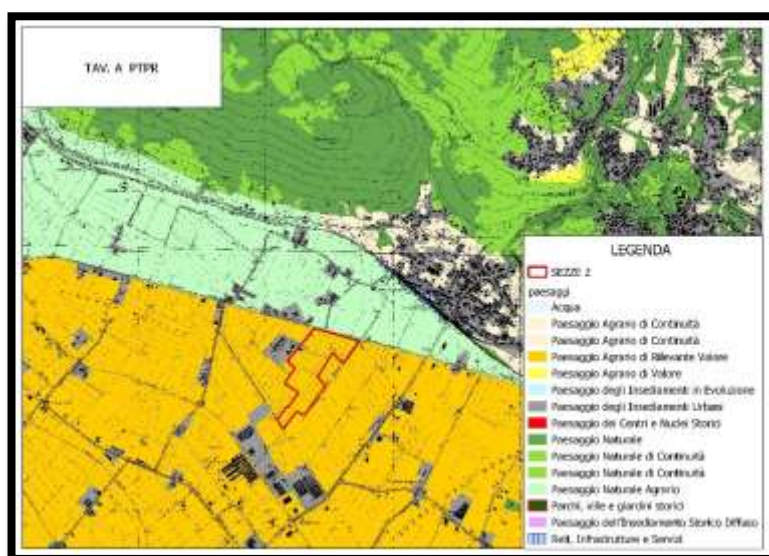 TAV. A PTPR
LEGENDA
SEZZE 2
paesaggi
Acqua
Paesaggio Agrario di Continuità
Paesaggio Agrario di Continuità
Paesaggio Agrario di Rilevante Valore
Paesaggio Agrario di Valore
Paesaggio degli Insediamenti in Evoluzione
Paesaggio degli Insediamenti Urbani
Paesaggio dei Centri e Nuclei Storici
Paesaggio Naturale
Paesaggio Naturale di Continuità
Paesaggio Naturale di Continuità
Paesaggio Naturale Agrario
Parchi, ville e giardini storici
Paesaggio dell'Insediamento Storico Diffuso
Reti, Infrastrutture e Servizi